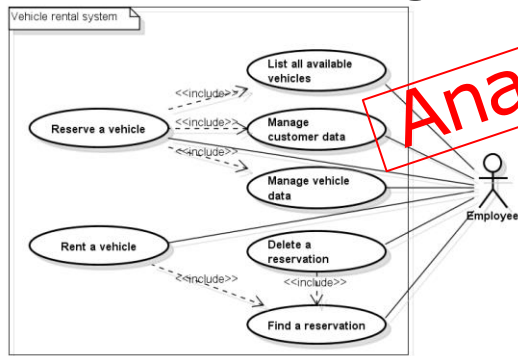 Vehicle rental system
List all available
vehicles
<<include>>
Reserve a vehicle
<<include>>
Manage
customer data
<<include>>
Manage vehicle
data
Employee
Rent a vehicle
Delete a
reservation
<<include>>
<<include>>
Find a reservation
Ana